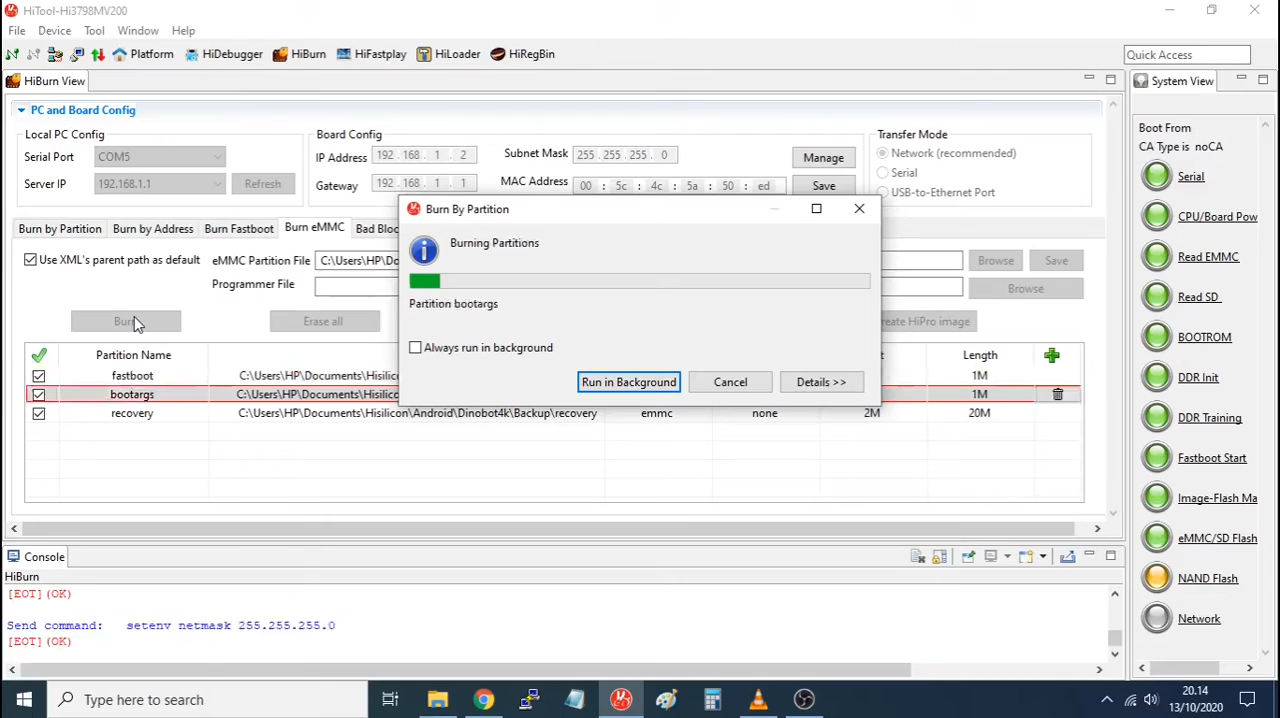 HiTool-Hi3798MV200
File Device Tool Window Help
Platform HiDebugger HiBurn HiFastplay HiLoader HiRegBin
Quick Access
HiBurn View
System View
PC and Board Config
Local PC Config
Serial Port COM5
Server IP 192.168.1.1 Refresh
Board Config
IP Address 192 . 168 . 1 . 2 Subnet Mask 255 . 255 . 255 . 0 Manage
Gateway 192 . 168 . 1 . 1 MAC Address 00 : 5c : 4c : 5a : 50 : ed Save
Transfer Mode
Network (recommended)
Serial
USB-to-Ethernet Port
Burn by Partition Burn by Address Burn Fastboot Burn eMMC Bad Bloc
Use XML's parent path as default eMMC Partition File C:\Users\HP\Do Browse Save
Programmer File Browse
Erase all HiPro image
Partition Name Length
fastboot C:\Users\HP\Documents\Hisilic 1M
bootargs C:\Users\HP\Documents\Hisilico 1M
recovery C:\Users\HP\Documents\Hisilicon\Android\Dinobot4k\Backup\recovery emmc none 2M 20M
Burn By Partition
Burning Partitions
Partition bootargs
Always run in background
Run in Background Cancel Details >>
Boot From
CA Type is noCA
Serial
CPU/Board Pow
Read EMMC
Read SD
BOOTROM
DDR Init
DDR Training
Fastboot Start
Image-Flash Ma
eMMC/SD Flash
NAND Flash
Network
Console
HiBurn
[EOT](OK)
Send command: setenv netmask 255.255.255.0
[EOT](OK)
Type here to search
20.14
13/10/2020